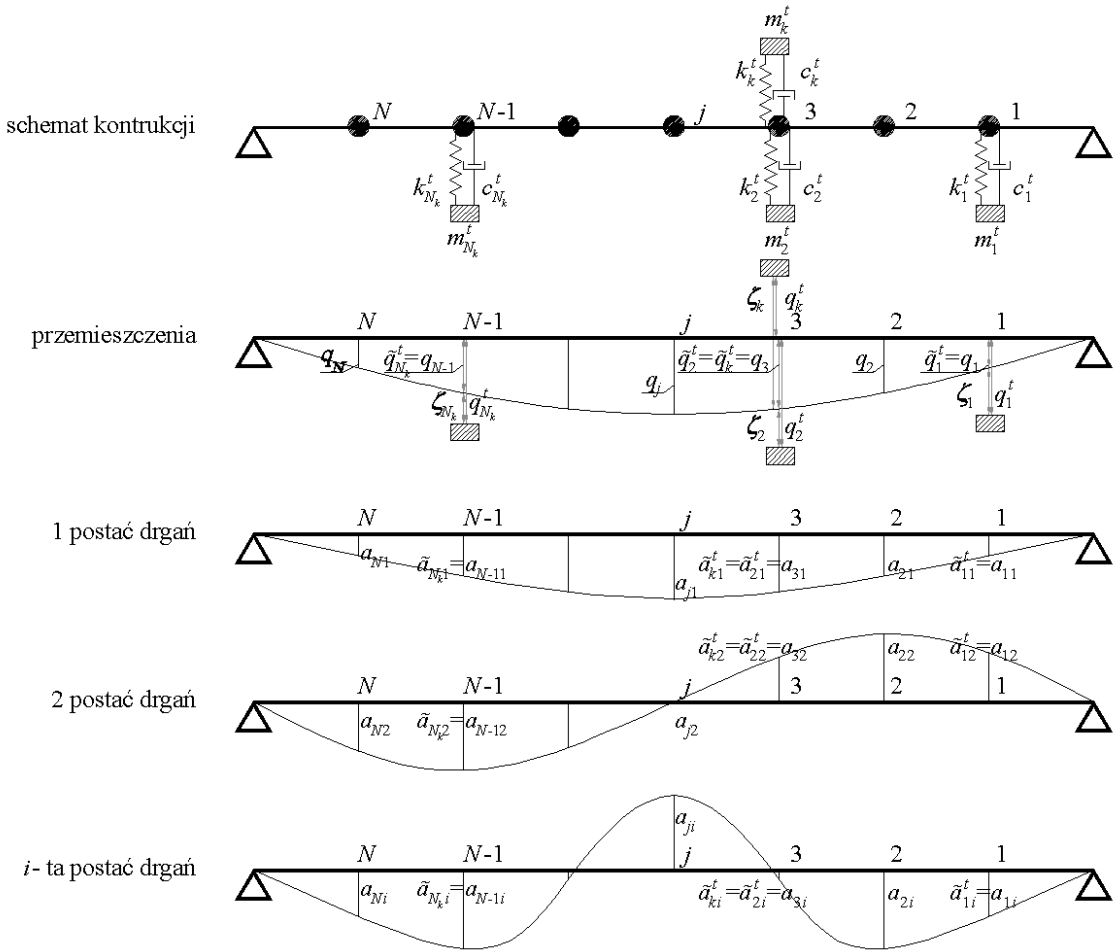 m_k^t
k_k^t c_k^t
schemat kontrukcji N N-1 j 3 2 1
k_{N_k}^t c_{N_k}^t k_2^t c_2^t k_1^t c_1^t
m_{N_k}^t m_2^t m_1^t
ζ_k q_k^t
przemieszczenia N N-1 j 3 2 1
q_N q̃_{N_k}^t=q_{N-1} q_j q̃_2^t=q̃_k^t=q_3 q_2 q̃_1^t=q_1
ζ_{N_k} q_{N_k}^t ζ_2 q_2^t ζ_1 q_1^t
1 postać drgań N N-1 j 3 2 1
a_{N1} ã_{N_k1}=a_{N-11} a_{j1} ã_{k1}^t=ã_{21}^t=a_{31} a_{21} ã_{11}^t=a_{11}
ã_{k2}^t=ã_{22}^t=a_{32} a_{22} ã_{12}^t=a_{12}
2 postać drgań N N-1 j 3 2 1
a_{N2} ã_{N_k2}=a_{N-12} a_{j2}
a_{ji}
i- ta postać drgań N N-1 j 3 2 1
a_{Ni} ã_{N_ki}=a_{N-1i} ã_{ki}^t=ã_{2i}^t=a_{3i} a_{2i} ã_{1i}^t=a_{1i}